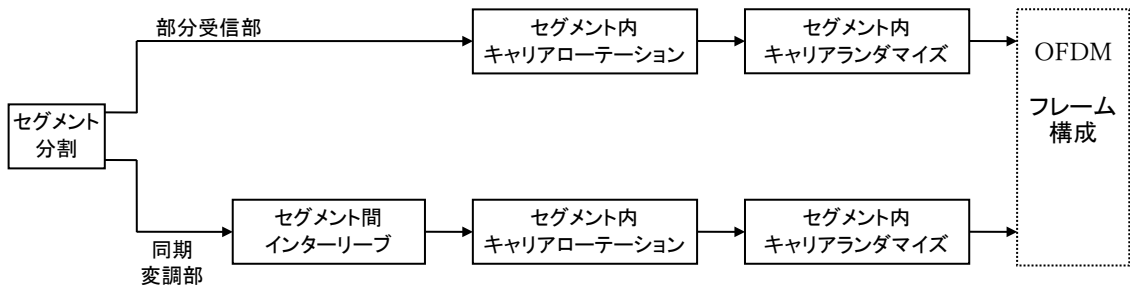 部分受信部
セグメント内
キャリアローテーション
セグメント内
キャリアランダマイズ
OFDM
フレーム
構成
セグメント
分割
同期
変調部
セグメント間
インターリーブ
セグメント内
キャリアローテーション
セグメント内
キャリアランダマイズ